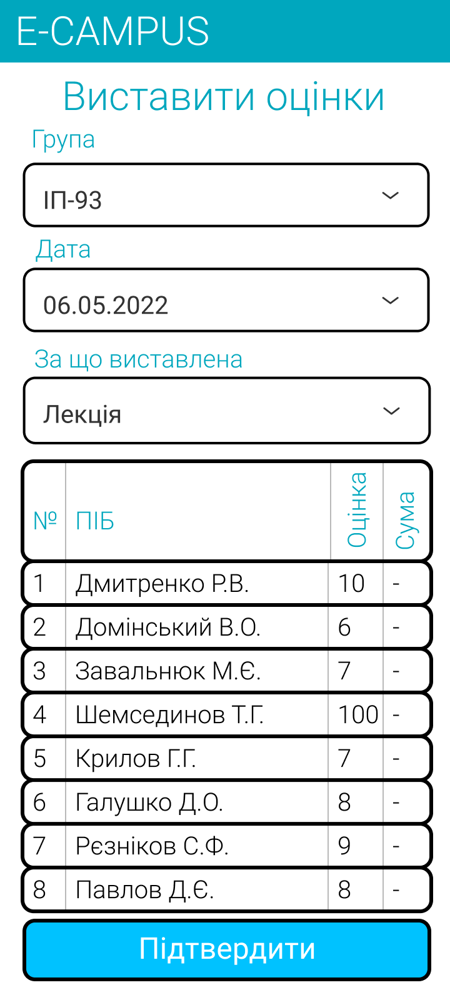 E-CAMPUS
Виставити оцінки
Група
ІП-93
Дата
06.05.2022
За що виставлена
Лекція
№ ПІБ Оцінка Сума
1 Дмитренко Р.В. 10 -
2 Домінський В.О. 6 -
3 Завальнюк М.Є. 7 -
4 Шемсединов Т.Г. 100 -
5 Крилов Г.Г. 7 -
6 Галушко Д.О. 8 -
7 Рєзніков С.Ф. 9 -
8 Павлов Д.Є. 8 -
Підтвердити